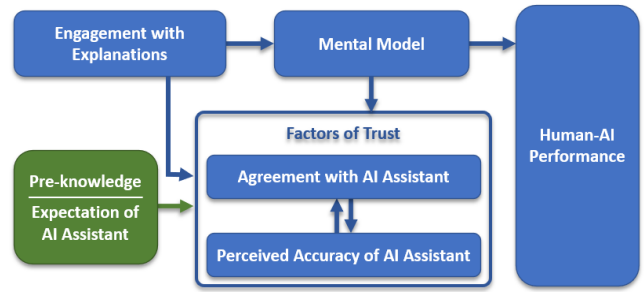 Engagement with
Explanations
Mental Model
Human-AI
Performance
Factors of Trust
Agreement with AI Assistant
Perceived Accuracy of AI Assistant
Pre-knowledge
Expectation of
AI Assistant